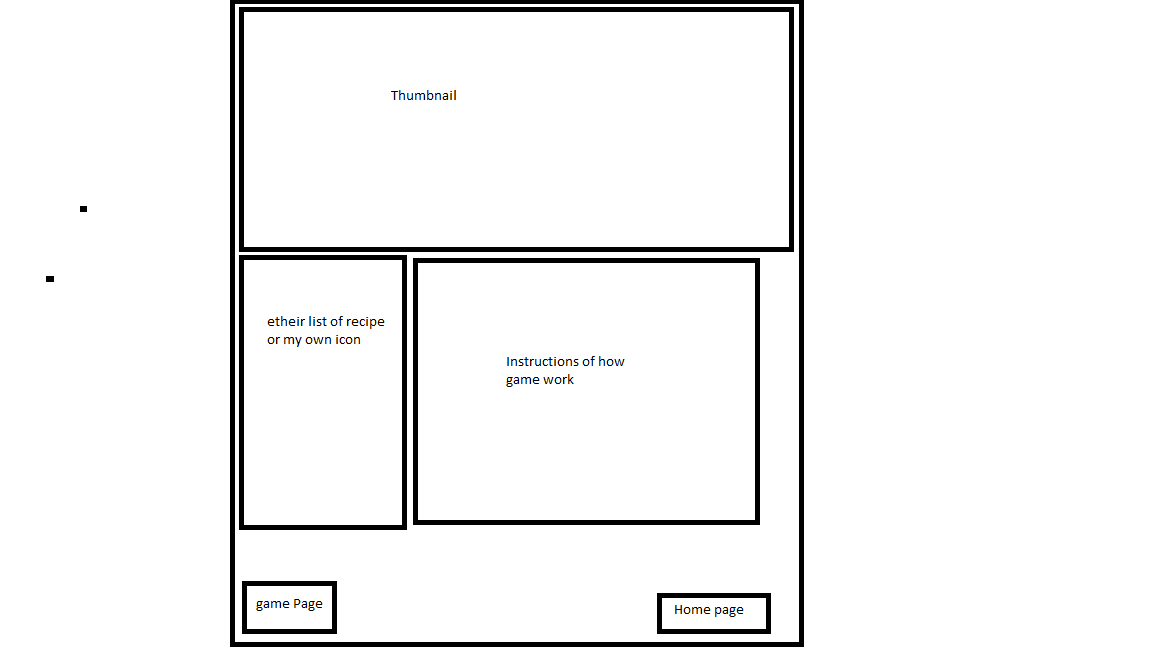 Thumbnail
etheir list of recipe
or my own icon
Instructions of how
game work
game Page
Home page